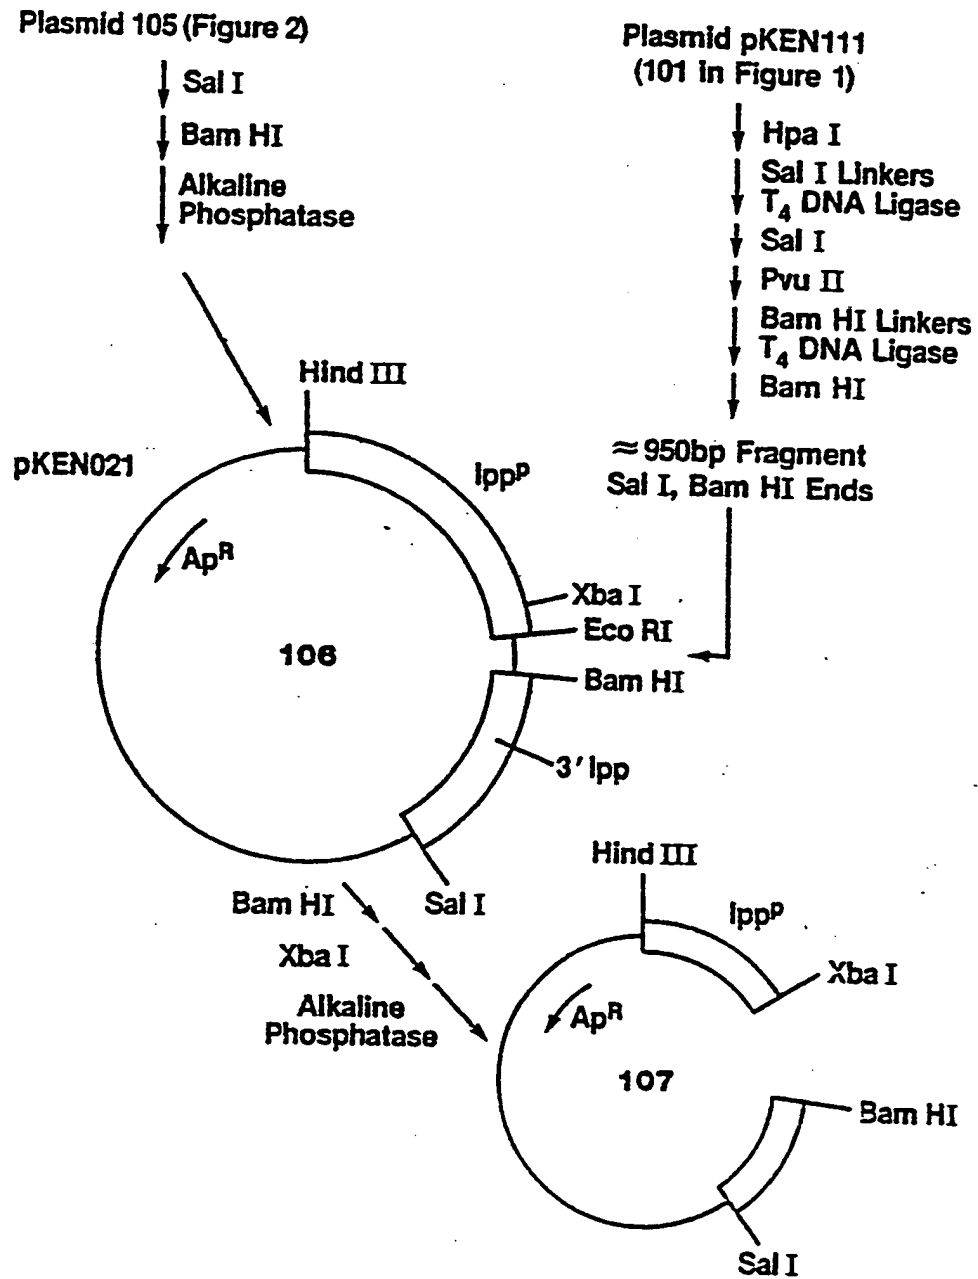 Plasmid 105 (Figure 2)
Sal I
Bam HI
Alkaline
Phosphatase
Plasmid pKEN111
(101 in Figure 1)
Hpa I
Sal I Linkers
T4 DNA Ligase
Sal I
Pvu II
Bam HI Linkers
T4 DNA Ligase
Bam HI
≈950bp Fragment
Sal I, Bam HI Ends
pKEN021
Hind III
lppP
ApR
Xba I
Eco RI
106
Bam HI
3' lpp
Sal I
Bam HI
Xba I
Alkaline
Phosphatase
Hind III
lppP
Xba I
ApR
107
Bam HI
Sal I